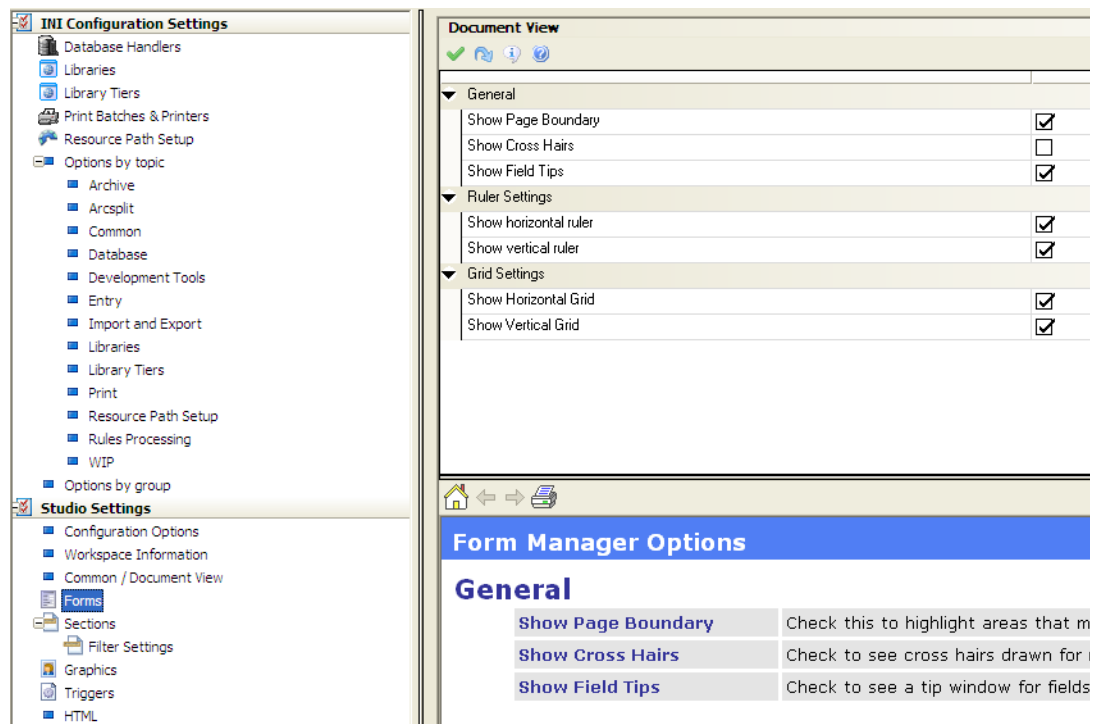 INI Configuration Settings
Database Handlers
Libraries
Library Tiers
Print Batches & Printers
Resource Path Setup
Options by topic
Archive
Arcsplit
Common
Database
Development Tools
Entry
Import and Export
Libraries
Library Tiers
Print
Resource Path Setup
Rules Processing
WIP
Options by group
Studio Settings
Configuration Options
Workspace Information
Common / Document View
Forms
Sections
Filter Settings
Graphics
Triggers
HTML
Document View
General
Show Page Boundary
Show Cross Hairs
Show Field Tips
Ruler Settings
Show horizontal ruler
Show vertical ruler
Grid Settings
Show Horizontal Grid
Show Vertical Grid
Form Manager Options
General
Show Page Boundary Check this to highlight areas that m
Show Cross Hairs Check to see cross hairs drawn for
Show Field Tips Check to see a tip window for fields